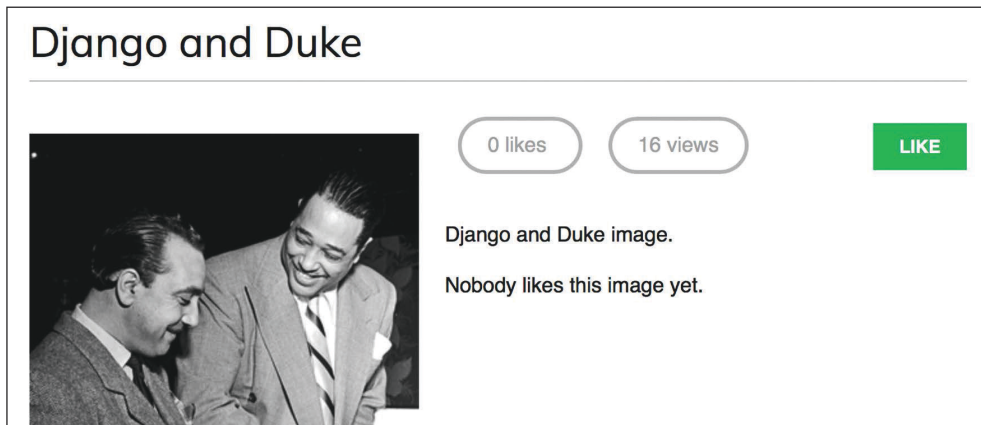 Django and Duke
0 likes
16 views
LIKE
Django and Duke image.
Nobody likes this image yet.